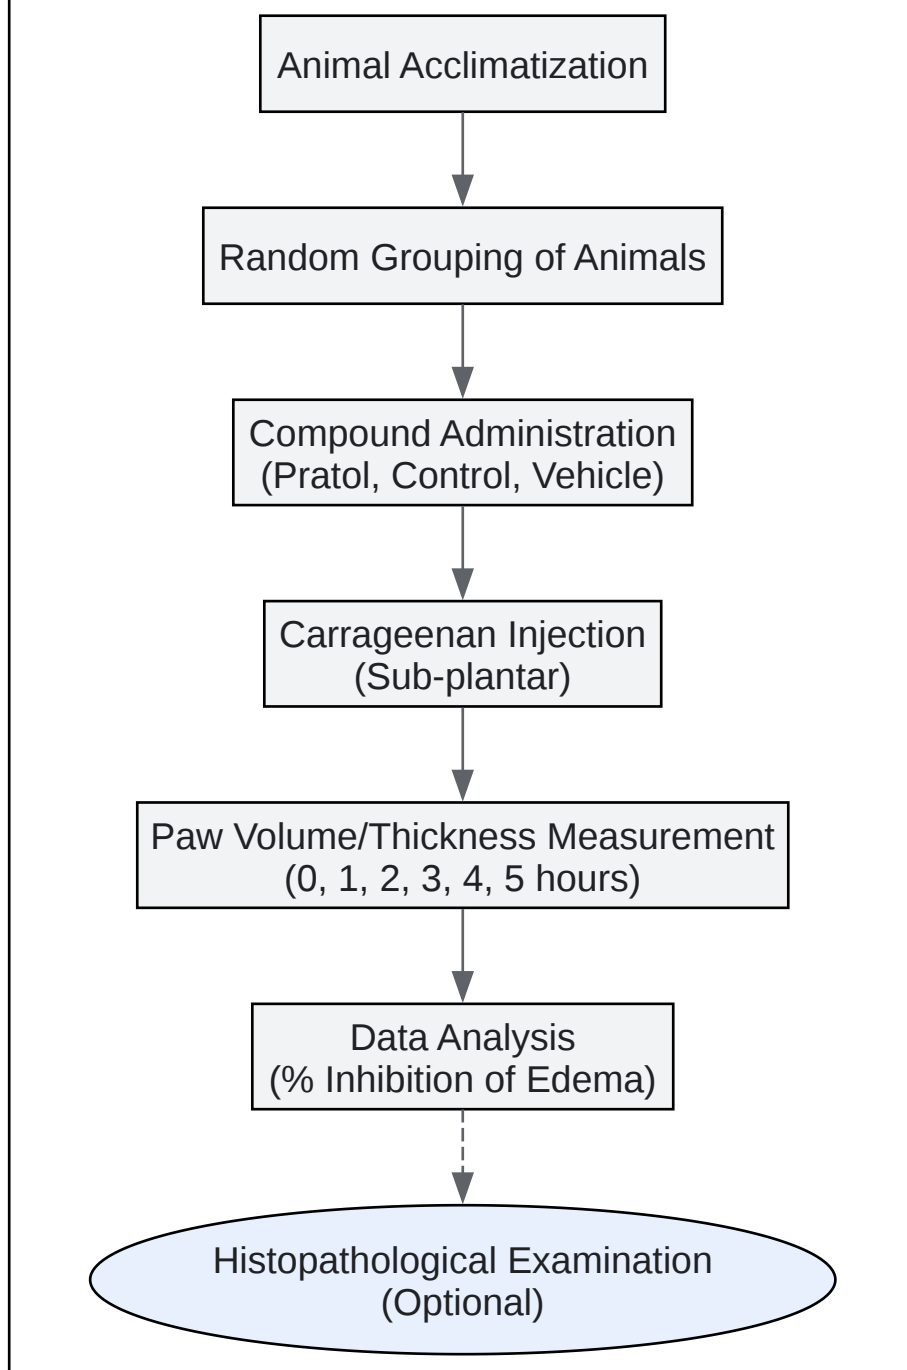 Animal Acclimatization
Random Grouping of Animals
Compound Administration
(Pratol, Control, Vehicle)
Carrageenan Injection
(Sub-plantar)
Paw Volume/Thickness Measurement
(0, 1, 2, 3, 4, 5 hours)
Data Analysis
(% Inhibition of Edema)
Histopathological Examination
(Optional)